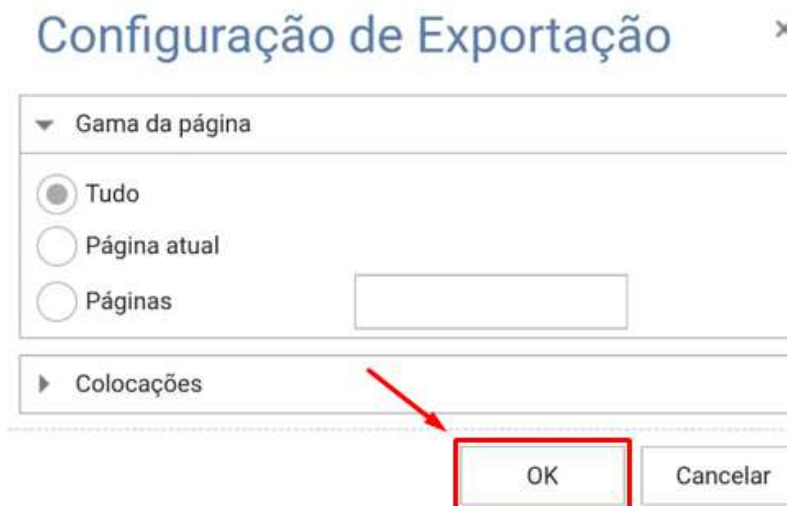 Configuração de Exportação
Gama da página
Tudo
Página atual
Páginas
Colocações
OK Cancelar